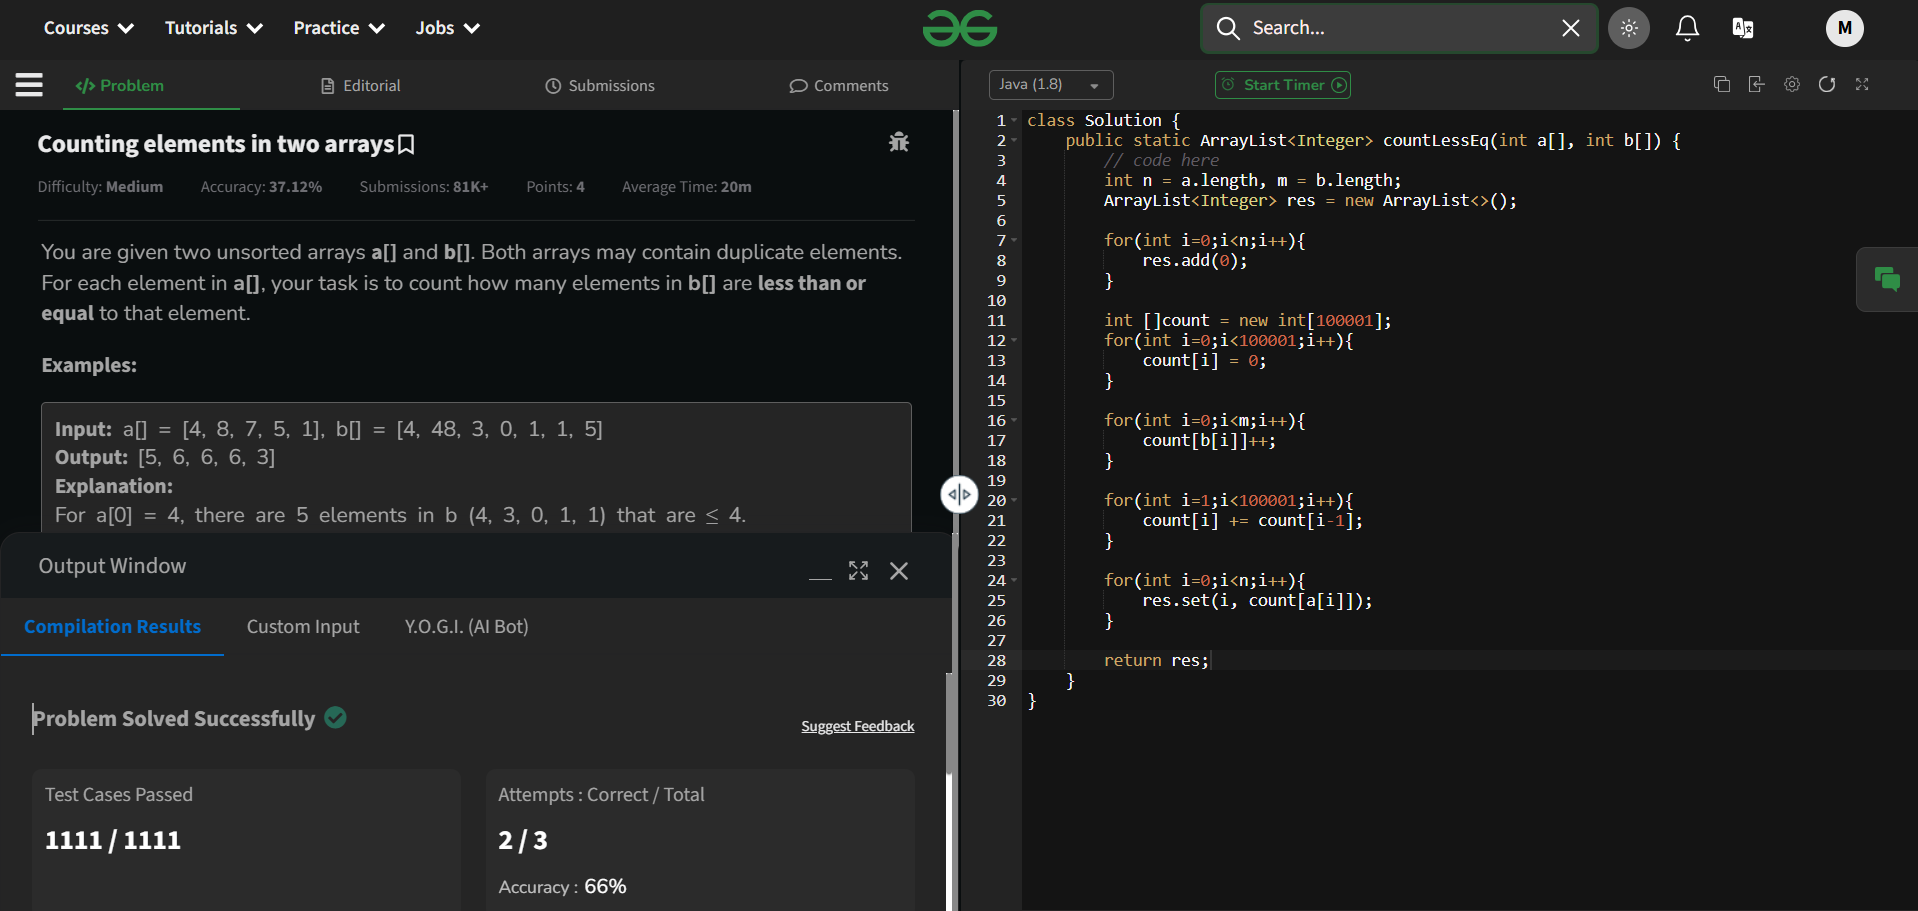 Courses Tutorials Practice Jobs Search... M
Problem Editorial Submissions Comments
Java (1.8) Start Timer
Counting elements in two arrays
Difficulty: Medium Accuracy: 37.12% Submissions: 81K+ Points: 4 Average Time: 20m
You are given two unsorted arrays a[] and b[]. Both arrays may contain duplicate elements.
For each element in a[], your task is to count how many elements in b[] are less than or
equal to that element.
Examples:
Input: a[] = [4, 8, 7, 5, 1], b[] = [4, 48, 3, 0, 1, 1, 5]
Output: [5, 6, 6, 6, 3]
Explanation:
For a[0] = 4, there are 5 elements in b (4, 3, 0, 1, 1) that are ≤ 4.
Output Window
Compilation Results Custom Input Y.O.G.I. (AI Bot)
Problem Solved Successfully
Suggest Feedback
Test Cases Passed
1111 / 1111
Attempts : Correct / Total
2 / 3
Accuracy : 66%
1 class Solution {
2     public static ArrayList<Integer> countLessEq(int a[], int b[]) {
3         // code here
4         int n = a.length, m = b.length;
5         ArrayList<Integer> res = new ArrayList<>();
6
7         for(int i=0;i<n;i++){
8             res.add(0);
9         }
10
11         int []count = new int[100001];
12         for(int i=0;i<100001;i++){
13             count[i] = 0;
14         }
15
16         for(int i=0;i<m;i++){
17             count[b[i]]++;
18         }
19
20         for(int i=1;i<100001;i++){
21             count[i] += count[i-1];
22         }
23
24         for(int i=0;i<n;i++){
25             res.set(i, count[a[i]]);
26         }
27
28         return res;
29     }
30 }